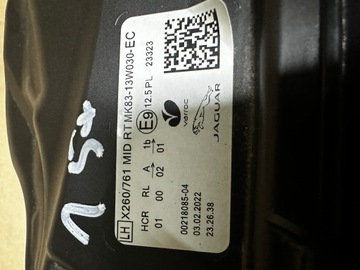 LH X260/761 MID RT MK83-13W030-EC
HCR RL A 1b E9 12.5 PL 23323
01 00 02 01
varroc
JAGUAR
00218085-04
03.02.2022
23.26.38